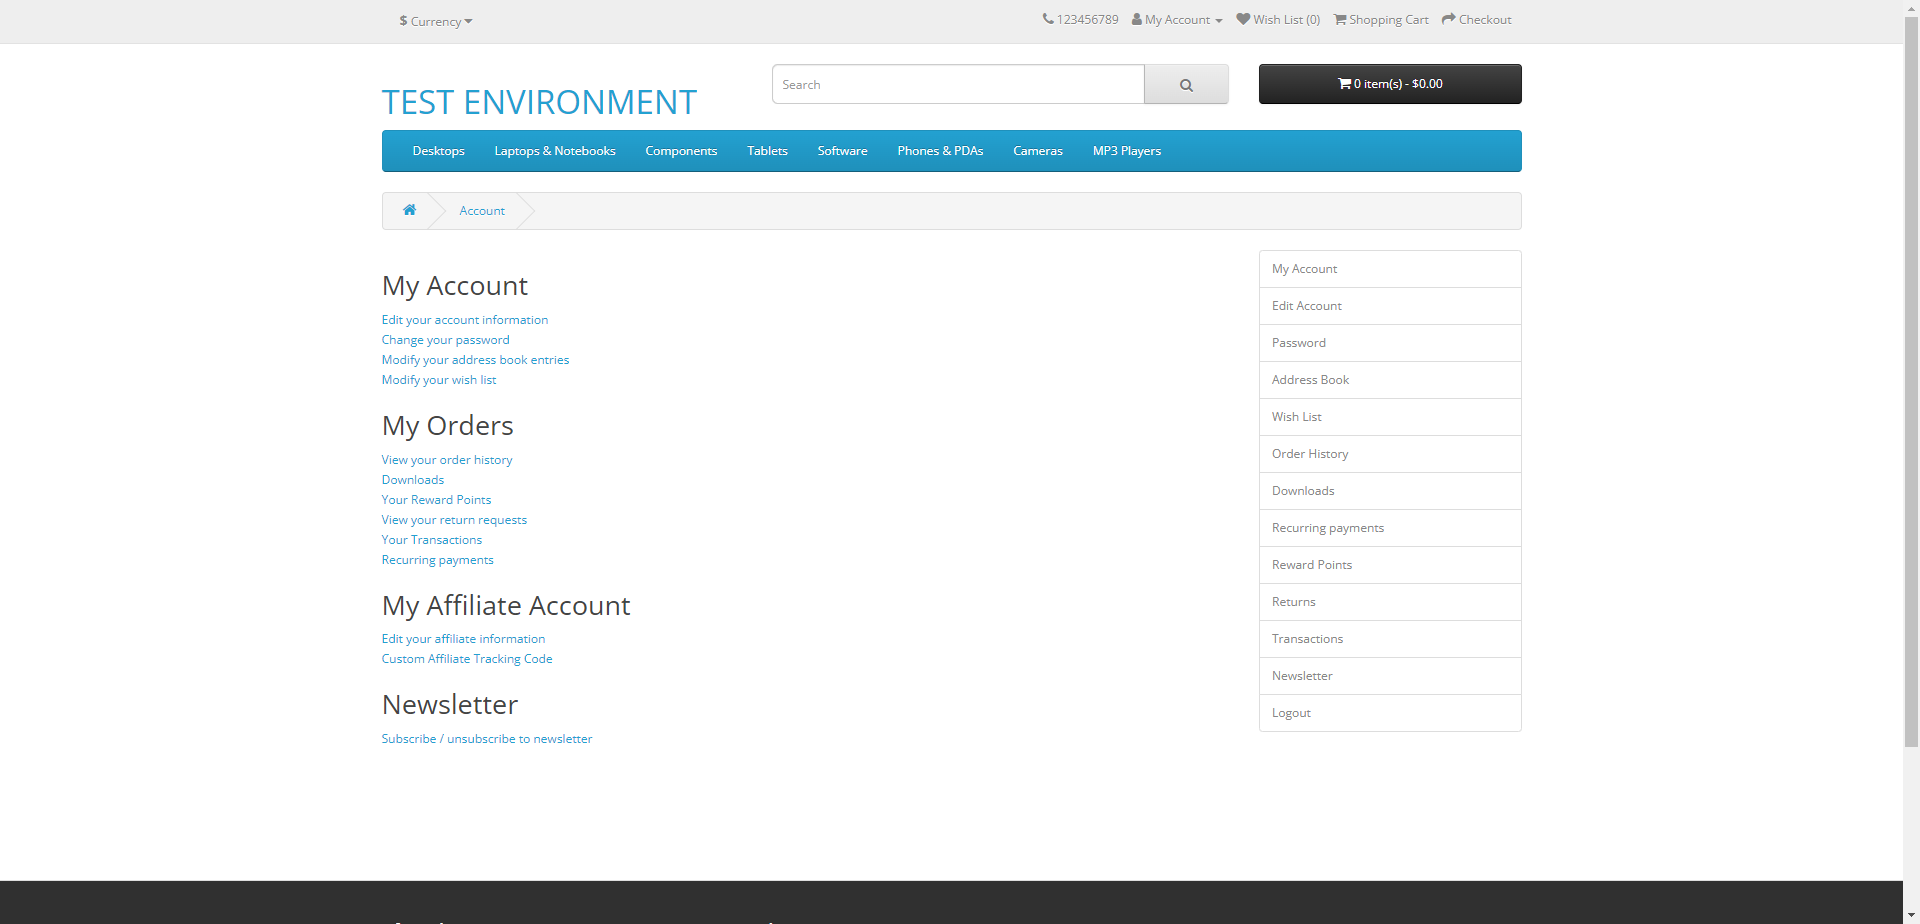 $ Currency
123456789 My Account Wish List (0) Shopping Cart Checkout
TEST ENVIRONMENT
Search
0 item(s) - $0.00
Desktops Laptops & Notebooks Components Tablets Software Phones & PDAs Cameras MP3 Players
Account
My Account
Edit your account information
Change your password
Modify your address book entries
Modify your wish list
My Orders
View your order history
Downloads
Your Reward Points
View your return requests
Your Transactions
Recurring payments
My Affiliate Account
Edit your affiliate information
Custom Affiliate Tracking Code
Newsletter
Subscribe / unsubscribe to newsletter
My Account
Edit Account
Password
Address Book
Wish List
Order History
Downloads
Recurring payments
Reward Points
Returns
Transactions
Newsletter
Logout